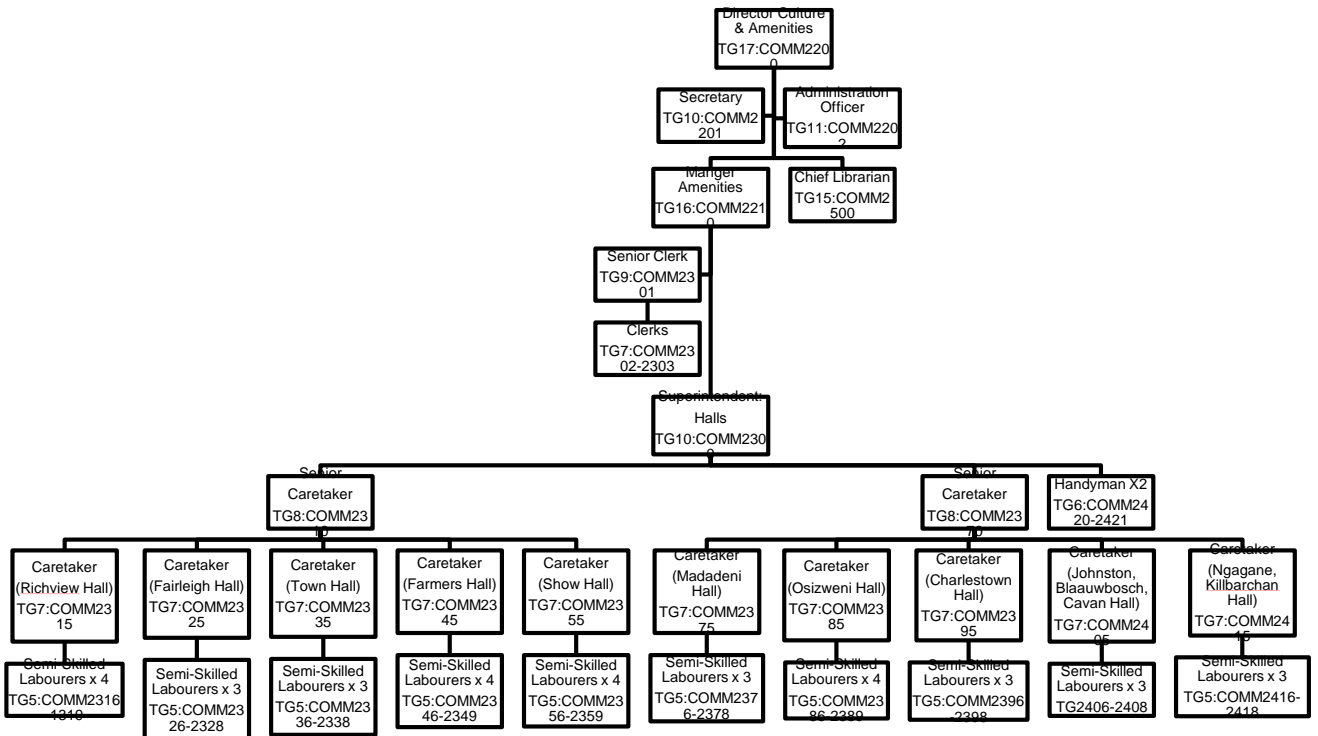 Director Culture
& Amenities
TG17:COMM220
0
Secretary
TG10:COMM2
201
Administration
Officer
TG11:COMM220
2
Manger
Amenities
TG16:COMM221
0
Chief Librarian
TG15:COMM2
500
Senior Clerk
TG9:COMM23
01
Clerks
TG7:COMM23
02-2303
Superintendent:
Halls
TG10:COMM230
0
Senior
Caretaker
TG8:COMM23
10
Senior
Caretaker
TG8:COMM23
70
Handyman X2
TG6:COMM24
20-2421
Caretaker
(Richview Hall)
TG7:COMM23
15
Caretaker
(Fairleigh Hall)
TG7:COMM23
25
Caretaker
(Town Hall)
TG7:COMM23
35
Caretaker
(Farmers Hall)
TG7:COMM23
45
Caretaker
(Show Hall)
TG7:COMM23
55
Caretaker
(Madadeni
Hall)
TG7:COMM23
75
Caretaker
(Osizweni Hall)
TG7:COMM23
85
Caretaker
(Charlestown
Hall)
TG7:COMM23
95
Caretaker
(Johnston,
Blaauwbosch,
Cavan Hall)
TG7:COMM24
05
Caretaker
(Ngagane,
Killbarchan
Hall)
TG7:COMM24
15
Semi-Skilled
Labourers x 4
TG5:COMM2316
Semi-Skilled
Labourers x 3
TG5:COMM23
26-2328
Semi-Skilled
Labourers x 3
TG5:COMM23
36-2338
Semi-Skilled
Labourers x 4
TG5:COMM23
46-2349
Semi-Skilled
Labourers x 4
TG5:COMM23
56-2359
Semi-Skilled
Labourers x 3
TG5:COMM237
6-2378
Semi-Skilled
Labourers x 4
TG5:COMM23
86-2389
Semi-Skilled
Labourers x 3
TG5:COMM2396
-2398
Semi-Skilled
Labourers x 3
TG2406-2408
Semi-Skilled
Labourers x 3
TG5:COMM2416-
2418